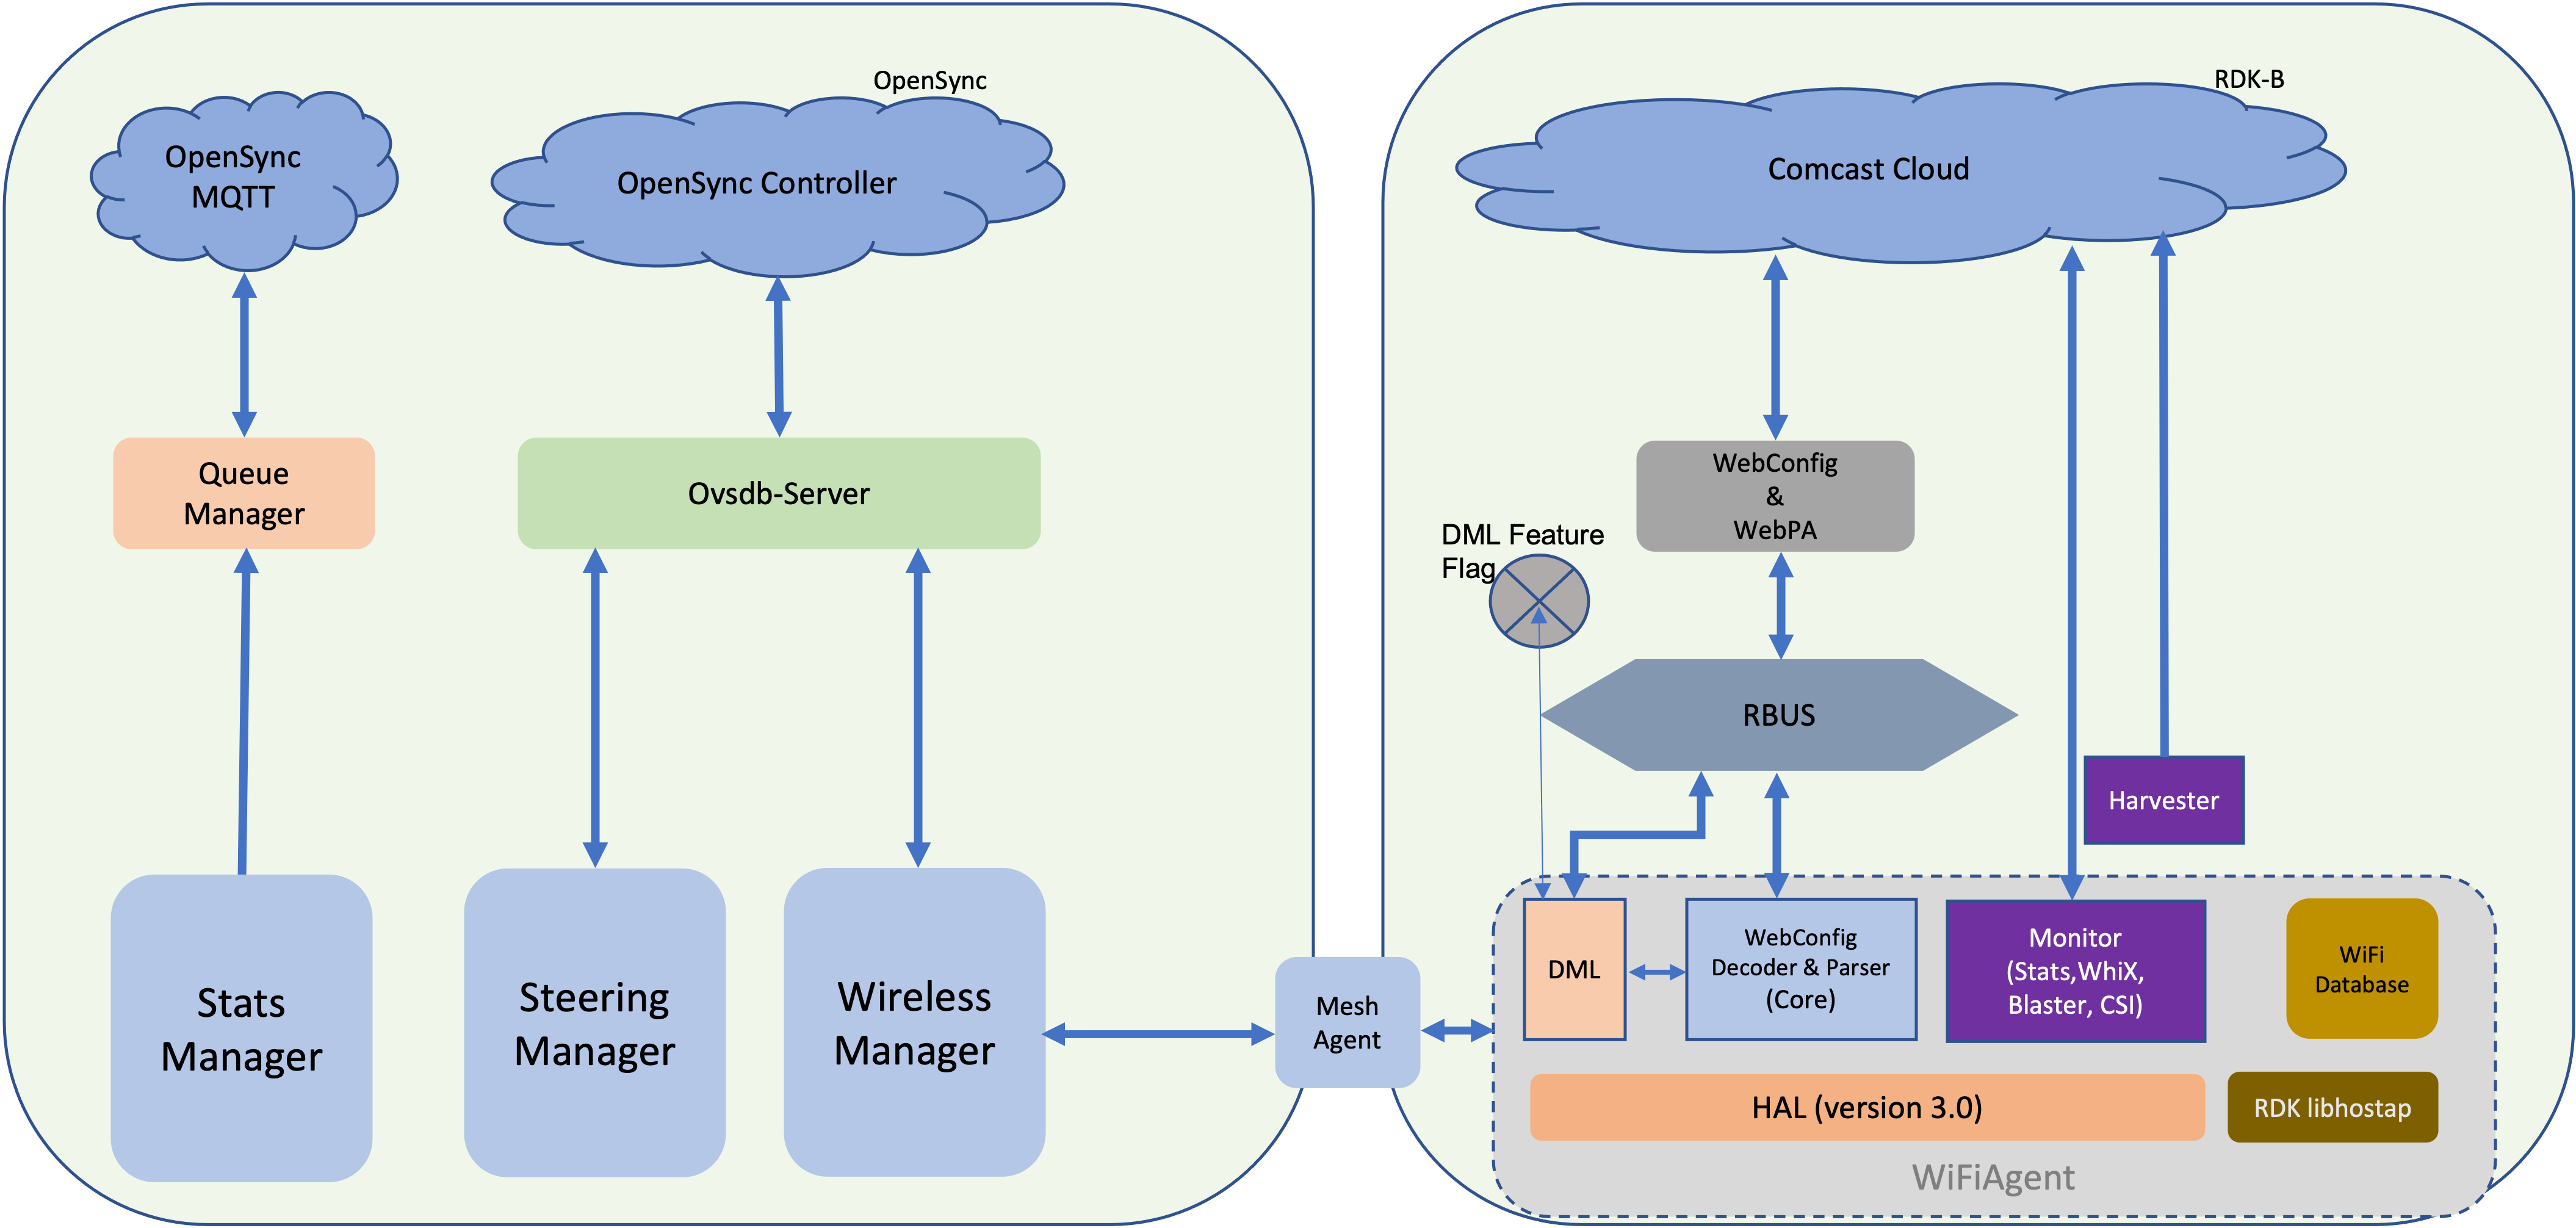 OpenSync
OpenSync
MQTT
OpenSync Controller
Queue
Manager
Ovsdb-Server
Stats
Manager
Steering
Manager
Wireless
Manager
Mesh
Agent
RDK-B
Comcast Cloud
WebConfig
&
WebPA
DML Feature
Flag
RBUS
Harvester
DML
WebConfig
Decoder & Parser
(Core)
Monitor
(Stats,WhiX,
Blaster, CSI)
WiFi
Database
HAL (version 3.0)
RDK libhostap
WiFiAgent